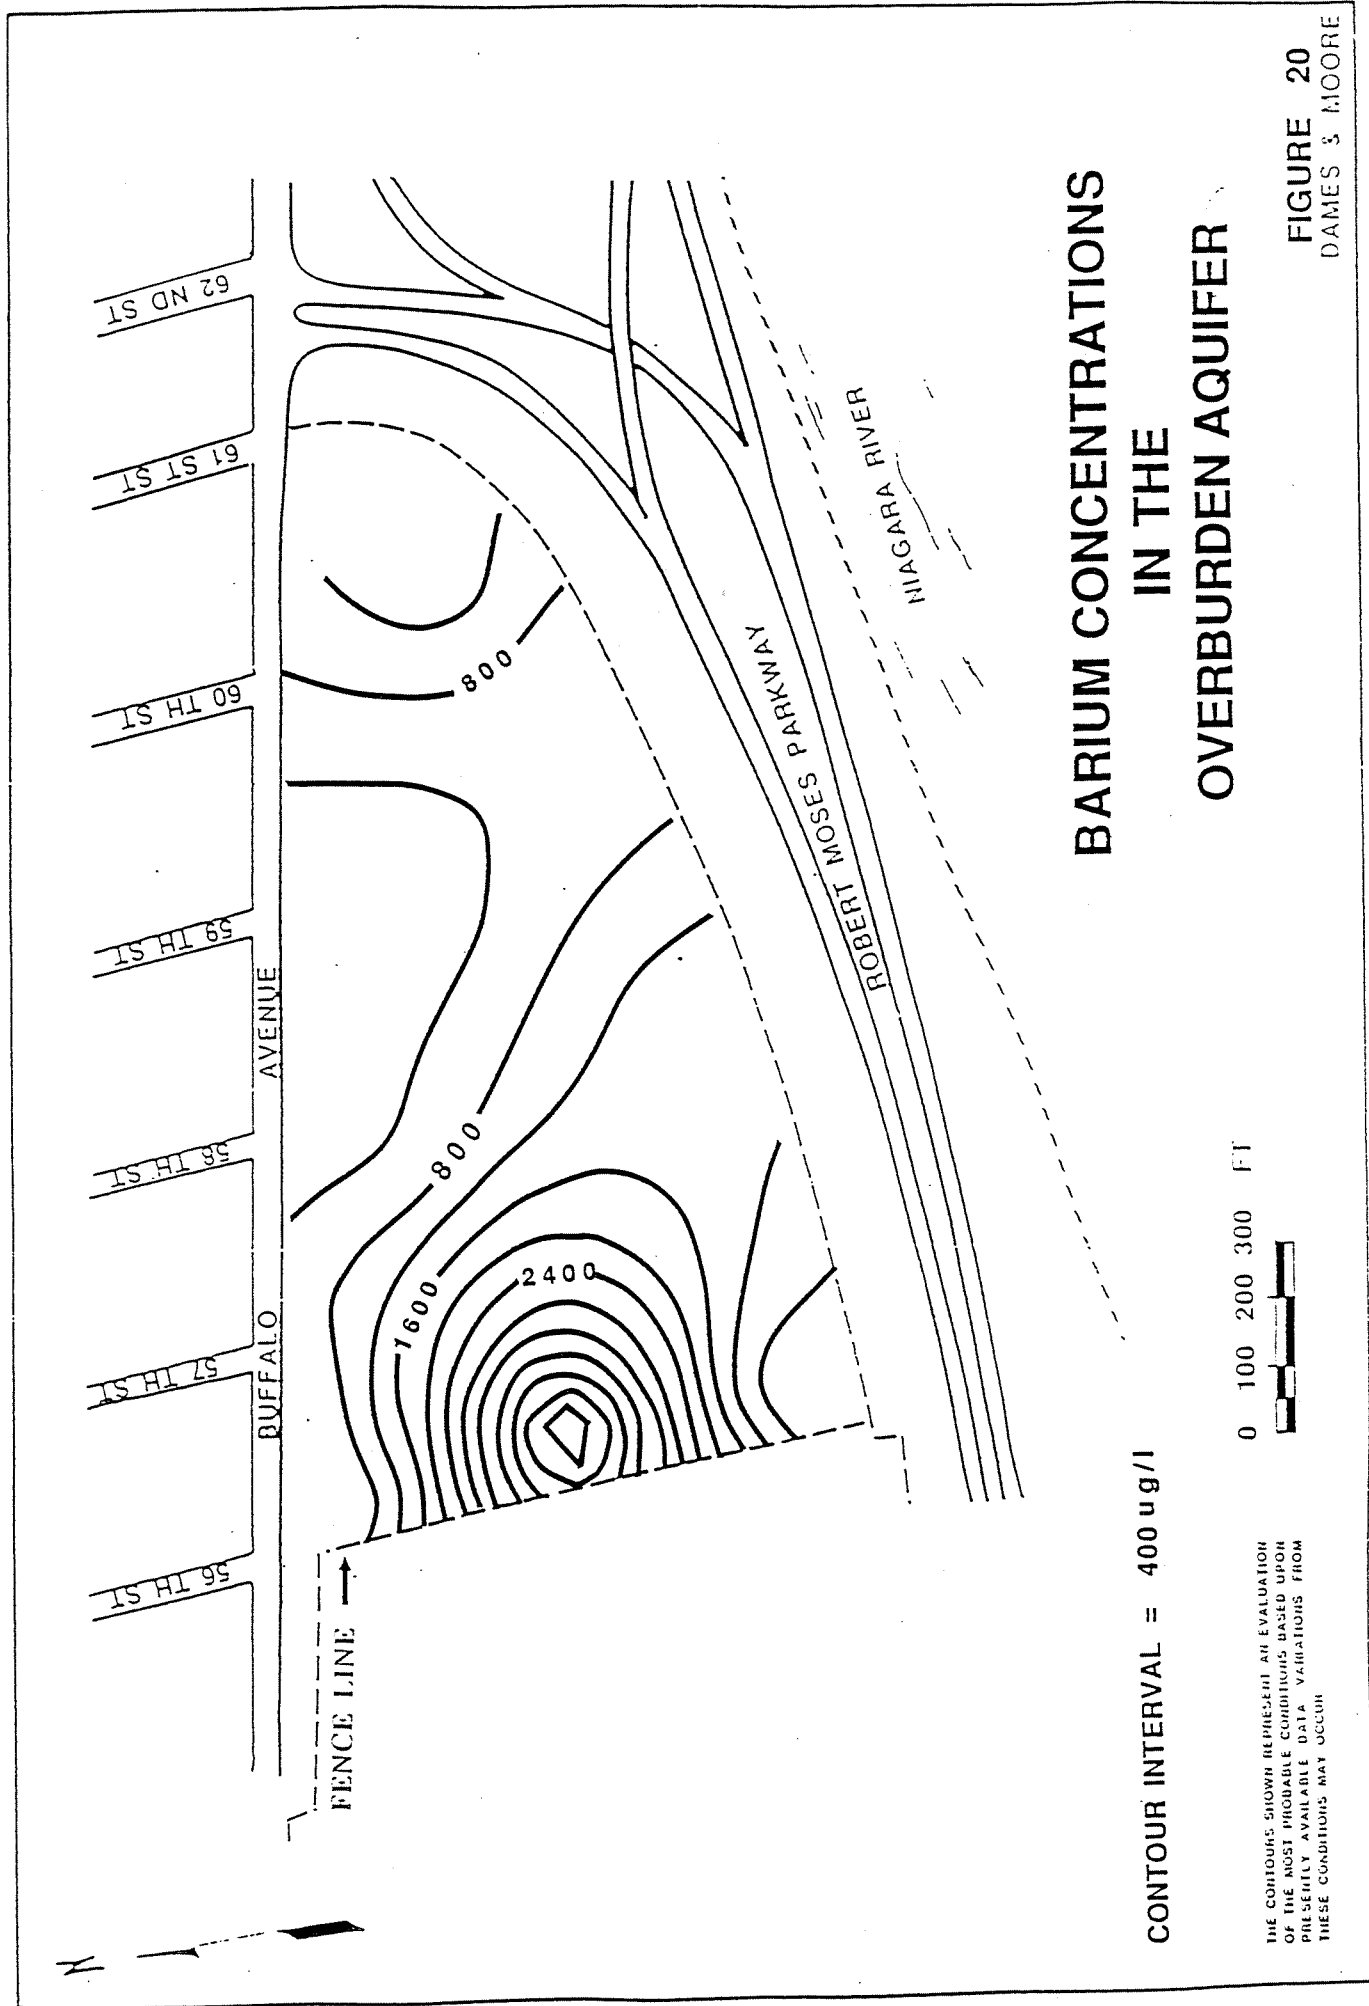 N
56 TH ST
57 TH ST
58 TH ST
59 TH ST
60 TH ST
61 ST ST
62 ND ST
BUFFALO AVENUE
FENCE LINE
800
1600
2400
800
ROBERT MOSES PARKWAY
NIAGARA RIVER
CONTOUR INTERVAL = 400 ug/l
0 100 200 300 FT
BARIUM CONCENTRATIONS
IN THE
OVERBURDEN AQUIFER
THE CONTOURS SHOWN REPRESENT AN EVALUATION
OF THE MOST PROBABLE CONDITIONS BASED UPON
PRESENTLY AVAILABLE DATA VARIATIONS FROM
THESE CONDITIONS MAY OCCUR
FIGURE 20
DAMES & MOORE